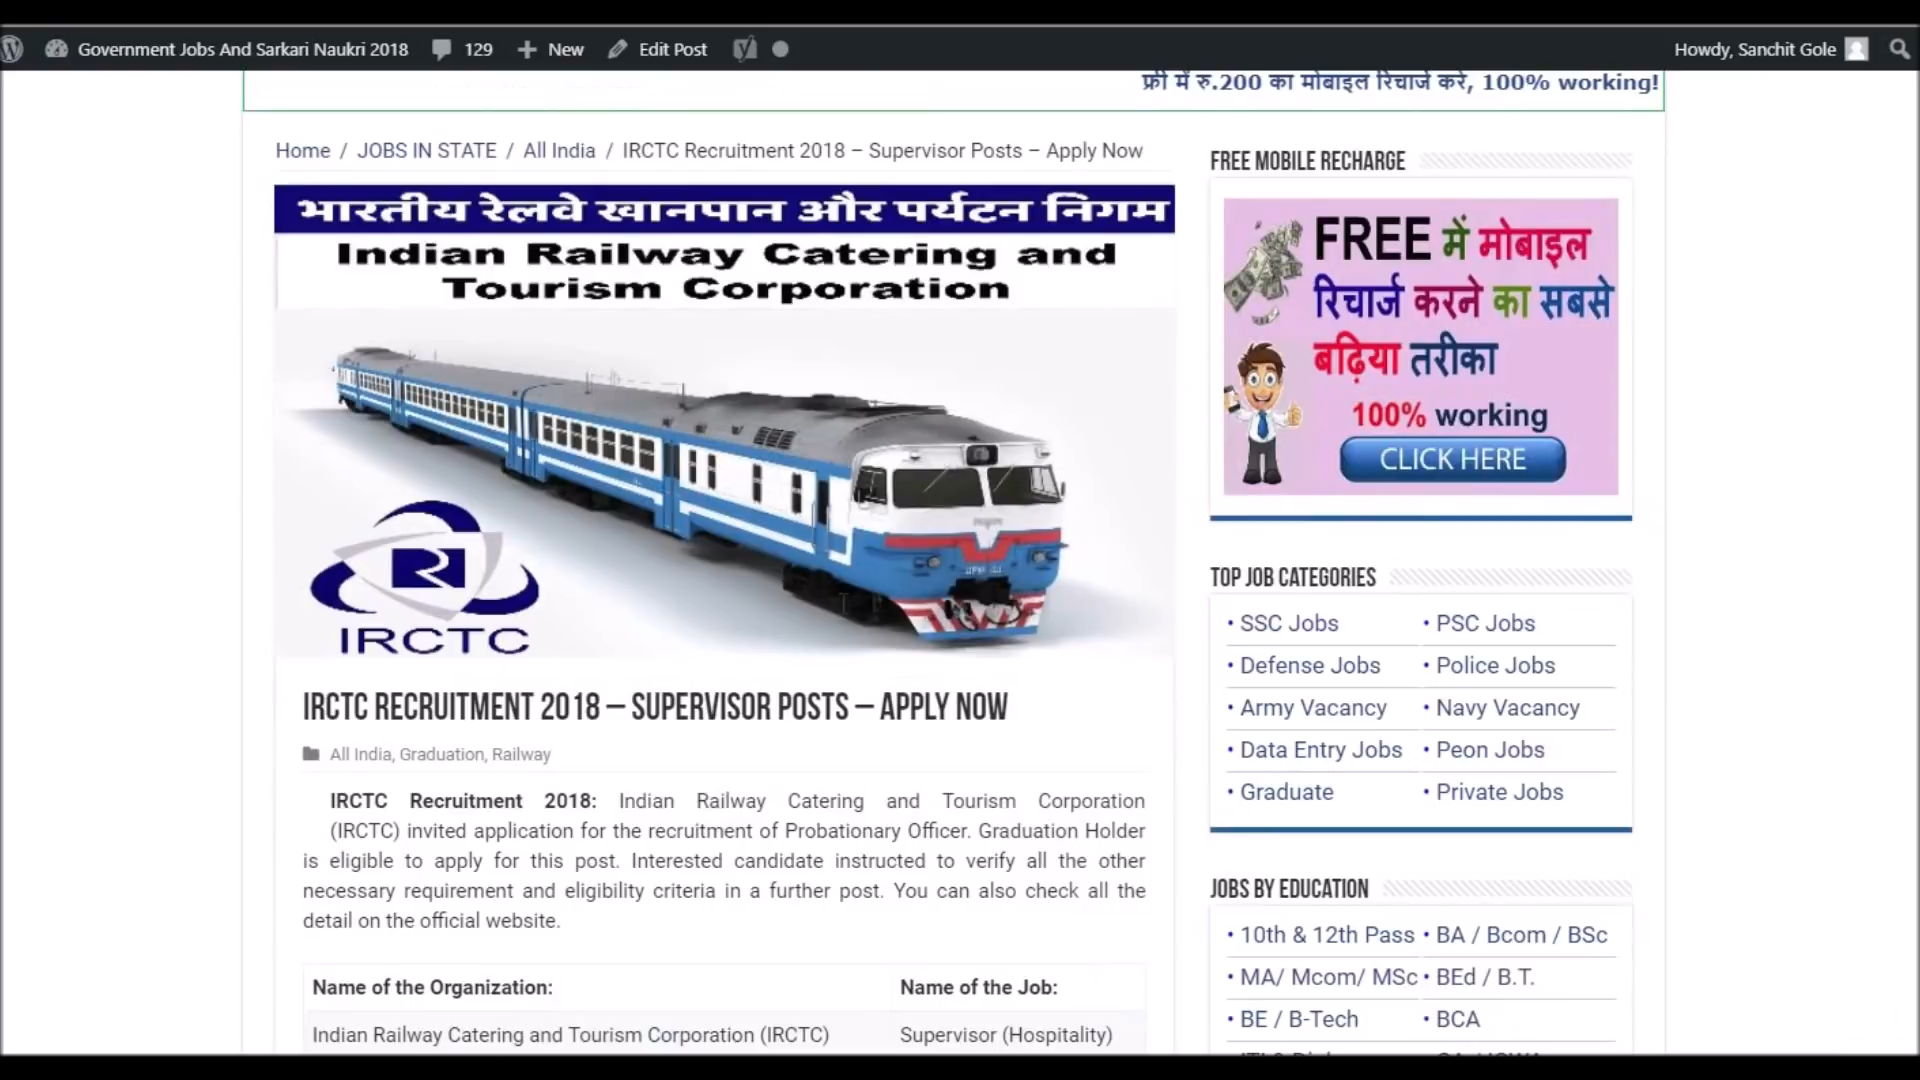 Government Jobs And Sarkari Naukri 2018 129 New Edit Post Howdy, Sanchit Gole
फ्री में रु.200 का मोबाइल रिचार्ज करे, 100% working!
Home / JOBS IN STATE / All India / IRCTC Recruitment 2018 – Supervisor Posts – Apply Now
भारतीय रेलवे खानपान और पर्यटन निगम
Indian Railway Catering and
Tourism Corporation
IRCTC
IRCTC RECRUITMENT 2018 – SUPERVISOR POSTS – APPLY NOW
All India, Graduation, Railway
IRCTC Recruitment 2018: Indian Railway Catering and Tourism Corporation
(IRCTC) invited application for the recruitment of Probationary Officer. Graduation Holder
is eligible to apply for this post. Interested candidate instructed to verify all the other
necessary requirement and eligibility criteria in a further post. You can also check all the
detail on the official website.
Name of the Organization: Name of the Job:
Indian Railway Catering and Tourism Corporation (IRCTC) Supervisor (Hospitality)
FREE MOBILE RECHARGE
FREE में मोबाइल
रिचार्ज करने का सबसे
बढ़िया तरीका
100% working
CLICK HERE
TOP JOB CATEGORIES
• SSC Jobs • PSC Jobs
• Defense Jobs • Police Jobs
• Army Vacancy • Navy Vacancy
• Data Entry Jobs • Peon Jobs
• Graduate • Private Jobs
JOBS BY EDUCATION
• 10th & 12th Pass • BA / Bcom / BSc
• MA/ Mcom/ MSc • BEd / B.T.
• BE / B-Tech • BCA